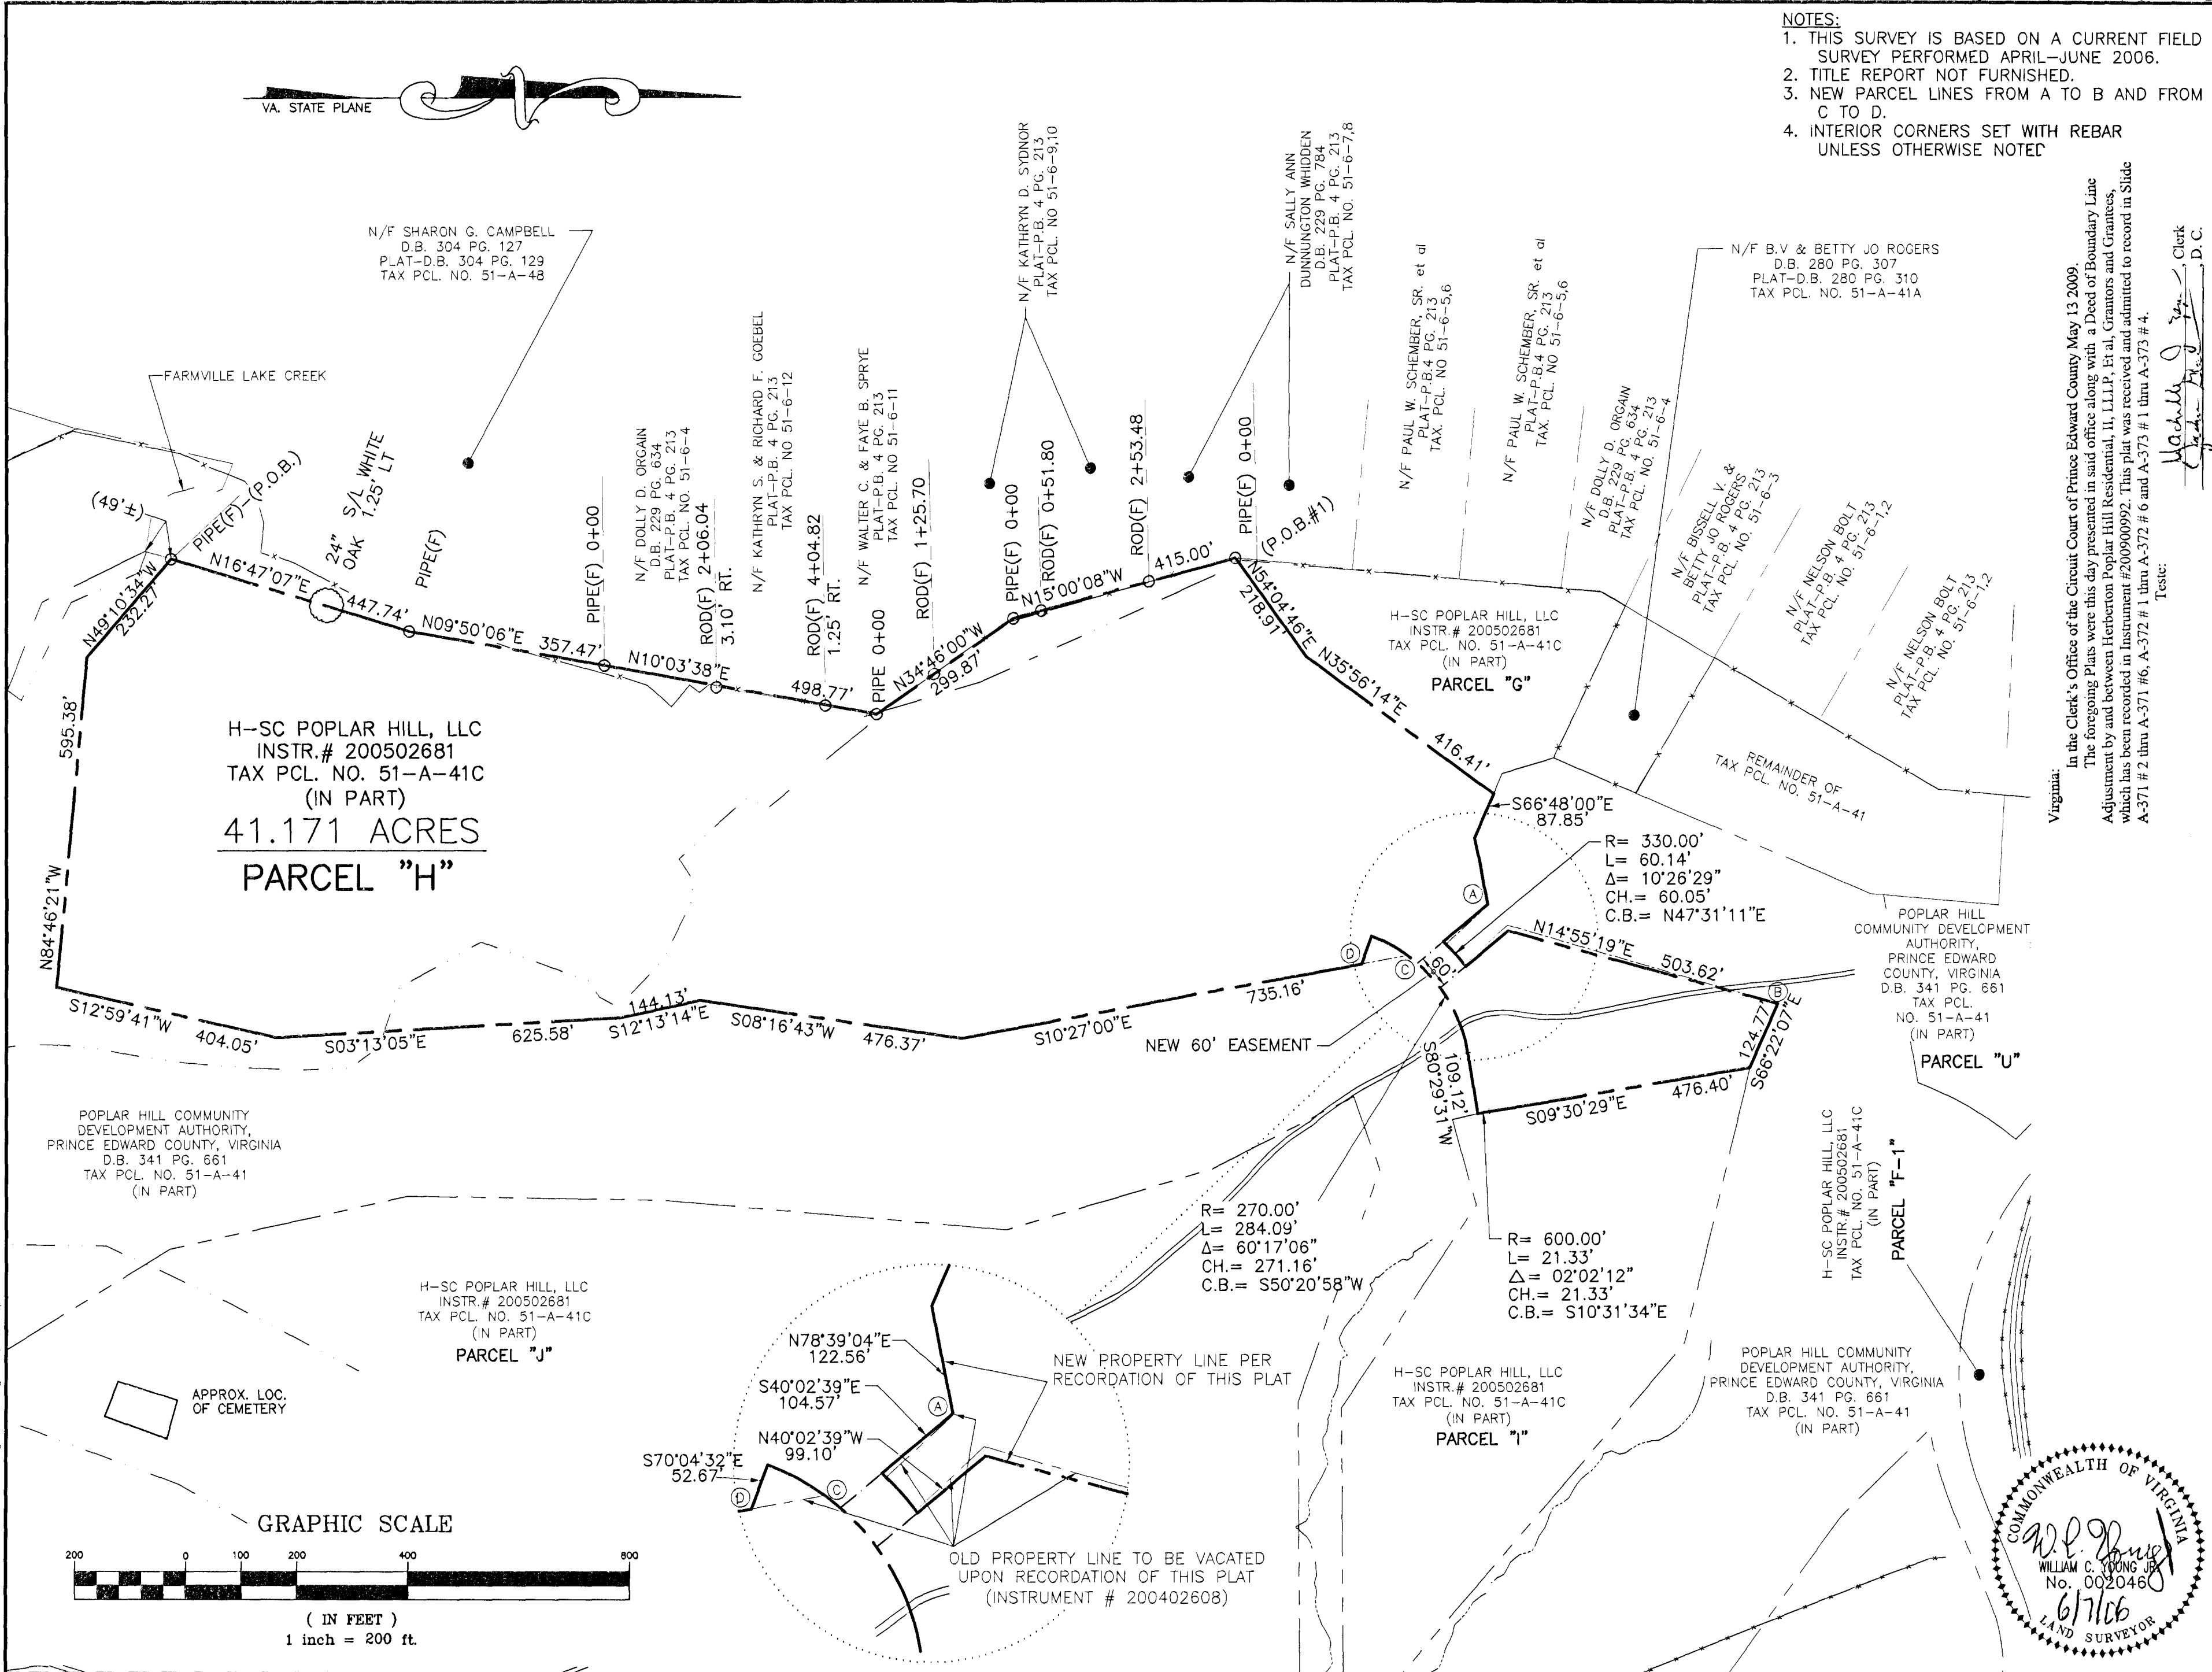 NOTES:
1. THIS SURVEY IS BASED ON A CURRENT FIELD
SURVEY PERFORMED APRIL-JUNE 2006.
2. TITLE REPORT NOT FURNISHED.
3. NEW PARCEL LINES FROM A TO B AND FROM
C TO D.
4. INTERIOR CORNERS SET WITH REBAR
UNLESS OTHERWISE NOTED
VA. STATE PLANE
N/F SHARON G. CAMPBELL
D.B. 304 PG. 127
PLAT-D.B. 304 PG. 129
TAX PCL. NO. 51-A-48
FARMVILLE LAKE CREEK
(49'±)
PIPE(F)-(P.O.B.)
24"
OAK
S/L WHITE
1.25' LT
PIPE(F)
PIPE(F) 0+00
N/F DOLLY D. ORGAIN
D.B. 229 PG. 634
PLAT-P.B. 4 PG. 213
TAX PCL. NO. 51-6-4
ROD(F) 2+06.04
3.10' RT.
N/F KATHRYN S. & RICHARD F. GOEBEL
PLAT-P.B. 4 PG. 213
TAX PCL. NO 51-6-12
ROD(F) 4+04.82
1.25' RT.
N/F WALTER C. & FAYE B. SPRYE
PLAT-P.B. 4 PG. 213
TAX PCL. NO 51-6-11
PIPE 0+00
ROD(F) 1+25.70
N/F KATHRYN D. SYDNOR
PLAT-P.B. 4 PG. 213
TAX PCL. NO 51-6-9,10
PIPE(F) 0+00
ROD(F) 0+51.80
ROD(F) 2+53.48
N/F SALLY ANN
DUNNUNGTON WHIDDEN
D.B. 229 PG. 784
PLAT-P.B. 4 PG. 213
TAX PCL. NO. 51-6-7,8
PIPE(F) 0+00
(P.O.B.#1)
N/F PAUL W. SCHEMBER, SR. et al
PLAT-P.B.4 PG. 213
TAX. PCL. NO 51-6-5,6
N/F PAUL W. SCHEMBER, SR. et al
PLAT-P.B.4 PG. 213
TAX. PCL. NO 51-6-5,6
N/F DOLLY D. ORGAIN
D.B. 229 PG. 634
PLAT-P.B. 4 PG. 213
TAX PCL. NO. 51-6-4
N/F BISSELL V. &
BETTY JO ROGERS
PLAT-P.B. 4 PG. 213
TAX PCL. NO. 51-6-3
N/F NELSON BOLT
PLAT-P.B. 4 PG. 213
TAX PCL. NO. 51-6-1,2
N/F NELSON BOLT
PLAT-P.B. 4 PG. 213
TAX PCL. NO. 51-6-1,2
N/F B.V & BETTY JO ROGERS
D.B. 280 PG. 307
PLAT-D.B. 280 PG. 310
TAX PCL. NO. 51-A-41A
Virginia:
In the Clerk's Office of the Circuit Court of Prince Edward County May 13 2009.
The foregoing Plats were this day presented in said office along with a Deed of Boundary Line
Adjustment by and between Herberton Poplar Hill Residential, II, LLLP, Et al, Grantors and Grantees,
which has been recorded in Instrument #200900992. This plat was received and admitted to record in Slide
A-371 # 2 thru A-371 #6, A-372 # 1 thru A-372 # 6 and A-373 # 1 thru A-373 # 4.
Teste:
, Clerk
, D. C.
N49°10'34"W
232.27'
N16°47'07"E
447.74'
N09°50'06"E
357.47'
N10°03'38"E
498.77'
N34°46'00"W
299.87'
N15°00'08"W
415.00'
N54°04'46"E
218.91'
N35°56'14"E
416.41'
H-SC POPLAR HILL, LLC
INSTR.# 200502681
TAX PCL. NO. 51-A-41C
(IN PART)
PARCEL "G"
REMAINDER OF
TAX PCL. NO. 51-A-41
S66°48'00"E
87.85'
R= 330.00'
L= 60.14'
Δ= 10°26'29"
CH.= 60.05'
C.B.= N47°31'11"E
H-SC POPLAR HILL, LLC
INSTR.# 200502681
TAX PCL. NO. 51-A-41C
(IN PART)
41.171 ACRES
PARCEL "H"
595.38'
N84°46'21"W
S12°59'41"W
404.05'
S03°13'05"E
625.58'
144.13'
S12°13'14"E
S08°16'43"W
476.37'
S10°27'00"E
735.16'
A
D
C
60'
NEW 60' EASEMENT
N14°55'19"E
503.62'
B
124.77'
S66°22'07"E
S09°30'29"E
476.40'
109.12'
S80°29'31"W
POPLAR HILL
COMMUNITY DEVELOPMENT
AUTHORITY,
PRINCE EDWARD
COUNTY, VIRGINIA
D.B. 341 PG. 661
TAX PCL.
NO. 51-A-41
(IN PART)
PARCEL "U"
POPLAR HILL COMMUNITY
DEVELOPMENT AUTHORITY,
PRINCE EDWARD COUNTY, VIRGINIA
D.B. 341 PG. 661
TAX PCL. NO. 51-A-41
(IN PART)
H-SC POPLAR HILL, LLC
INSTR.# 200502681
TAX PCL. NO. 51-A-41C
(IN PART)
PARCEL "F-1"
R= 270.00'
L= 284.09'
Δ= 60°17'06"
CH.= 271.16'
C.B.= S50°20'58"W
R= 600.00'
L= 21.33'
Δ= 02°02'12"
CH.= 21.33'
C.B.= S10°31'34"E
H-SC POPLAR HILL, LLC
INSTR.# 200502681
TAX PCL. NO. 51-A-41C
(IN PART)
PARCEL "J"
APPROX. LOC.
OF CEMETERY
N78°39'04"E
122.56'
S40°02'39"E
104.57'
N40°02'39"W
99.10'
S70°04'32"E
52.67'
A
C
D
NEW PROPERTY LINE PER
RECORDATION OF THIS PLAT
OLD PROPERTY LINE TO BE VACATED
UPON RECORDATION OF THIS PLAT
(INSTRUMENT # 200402608)
H-SC POPLAR HILL, LLC
INSTR.# 200502681
TAX PCL. NO. 51-A-41C
(IN PART)
PARCEL "I"
POPLAR HILL COMMUNITY
DEVELOPMENT AUTHORITY,
PRINCE EDWARD COUNTY, VIRGINIA
D.B. 341 PG. 661
TAX PCL. NO. 51-A-41
(IN PART)
GRAPHIC SCALE
200 0 100 200 400 800
( IN FEET )
1 inch = 200 ft.
COMMONWEALTH OF VIRGINIA
W. C. Young Jr
WILLIAM C. YOUNG JR.
No. 002046
6/7/06
LAND SURVEYOR